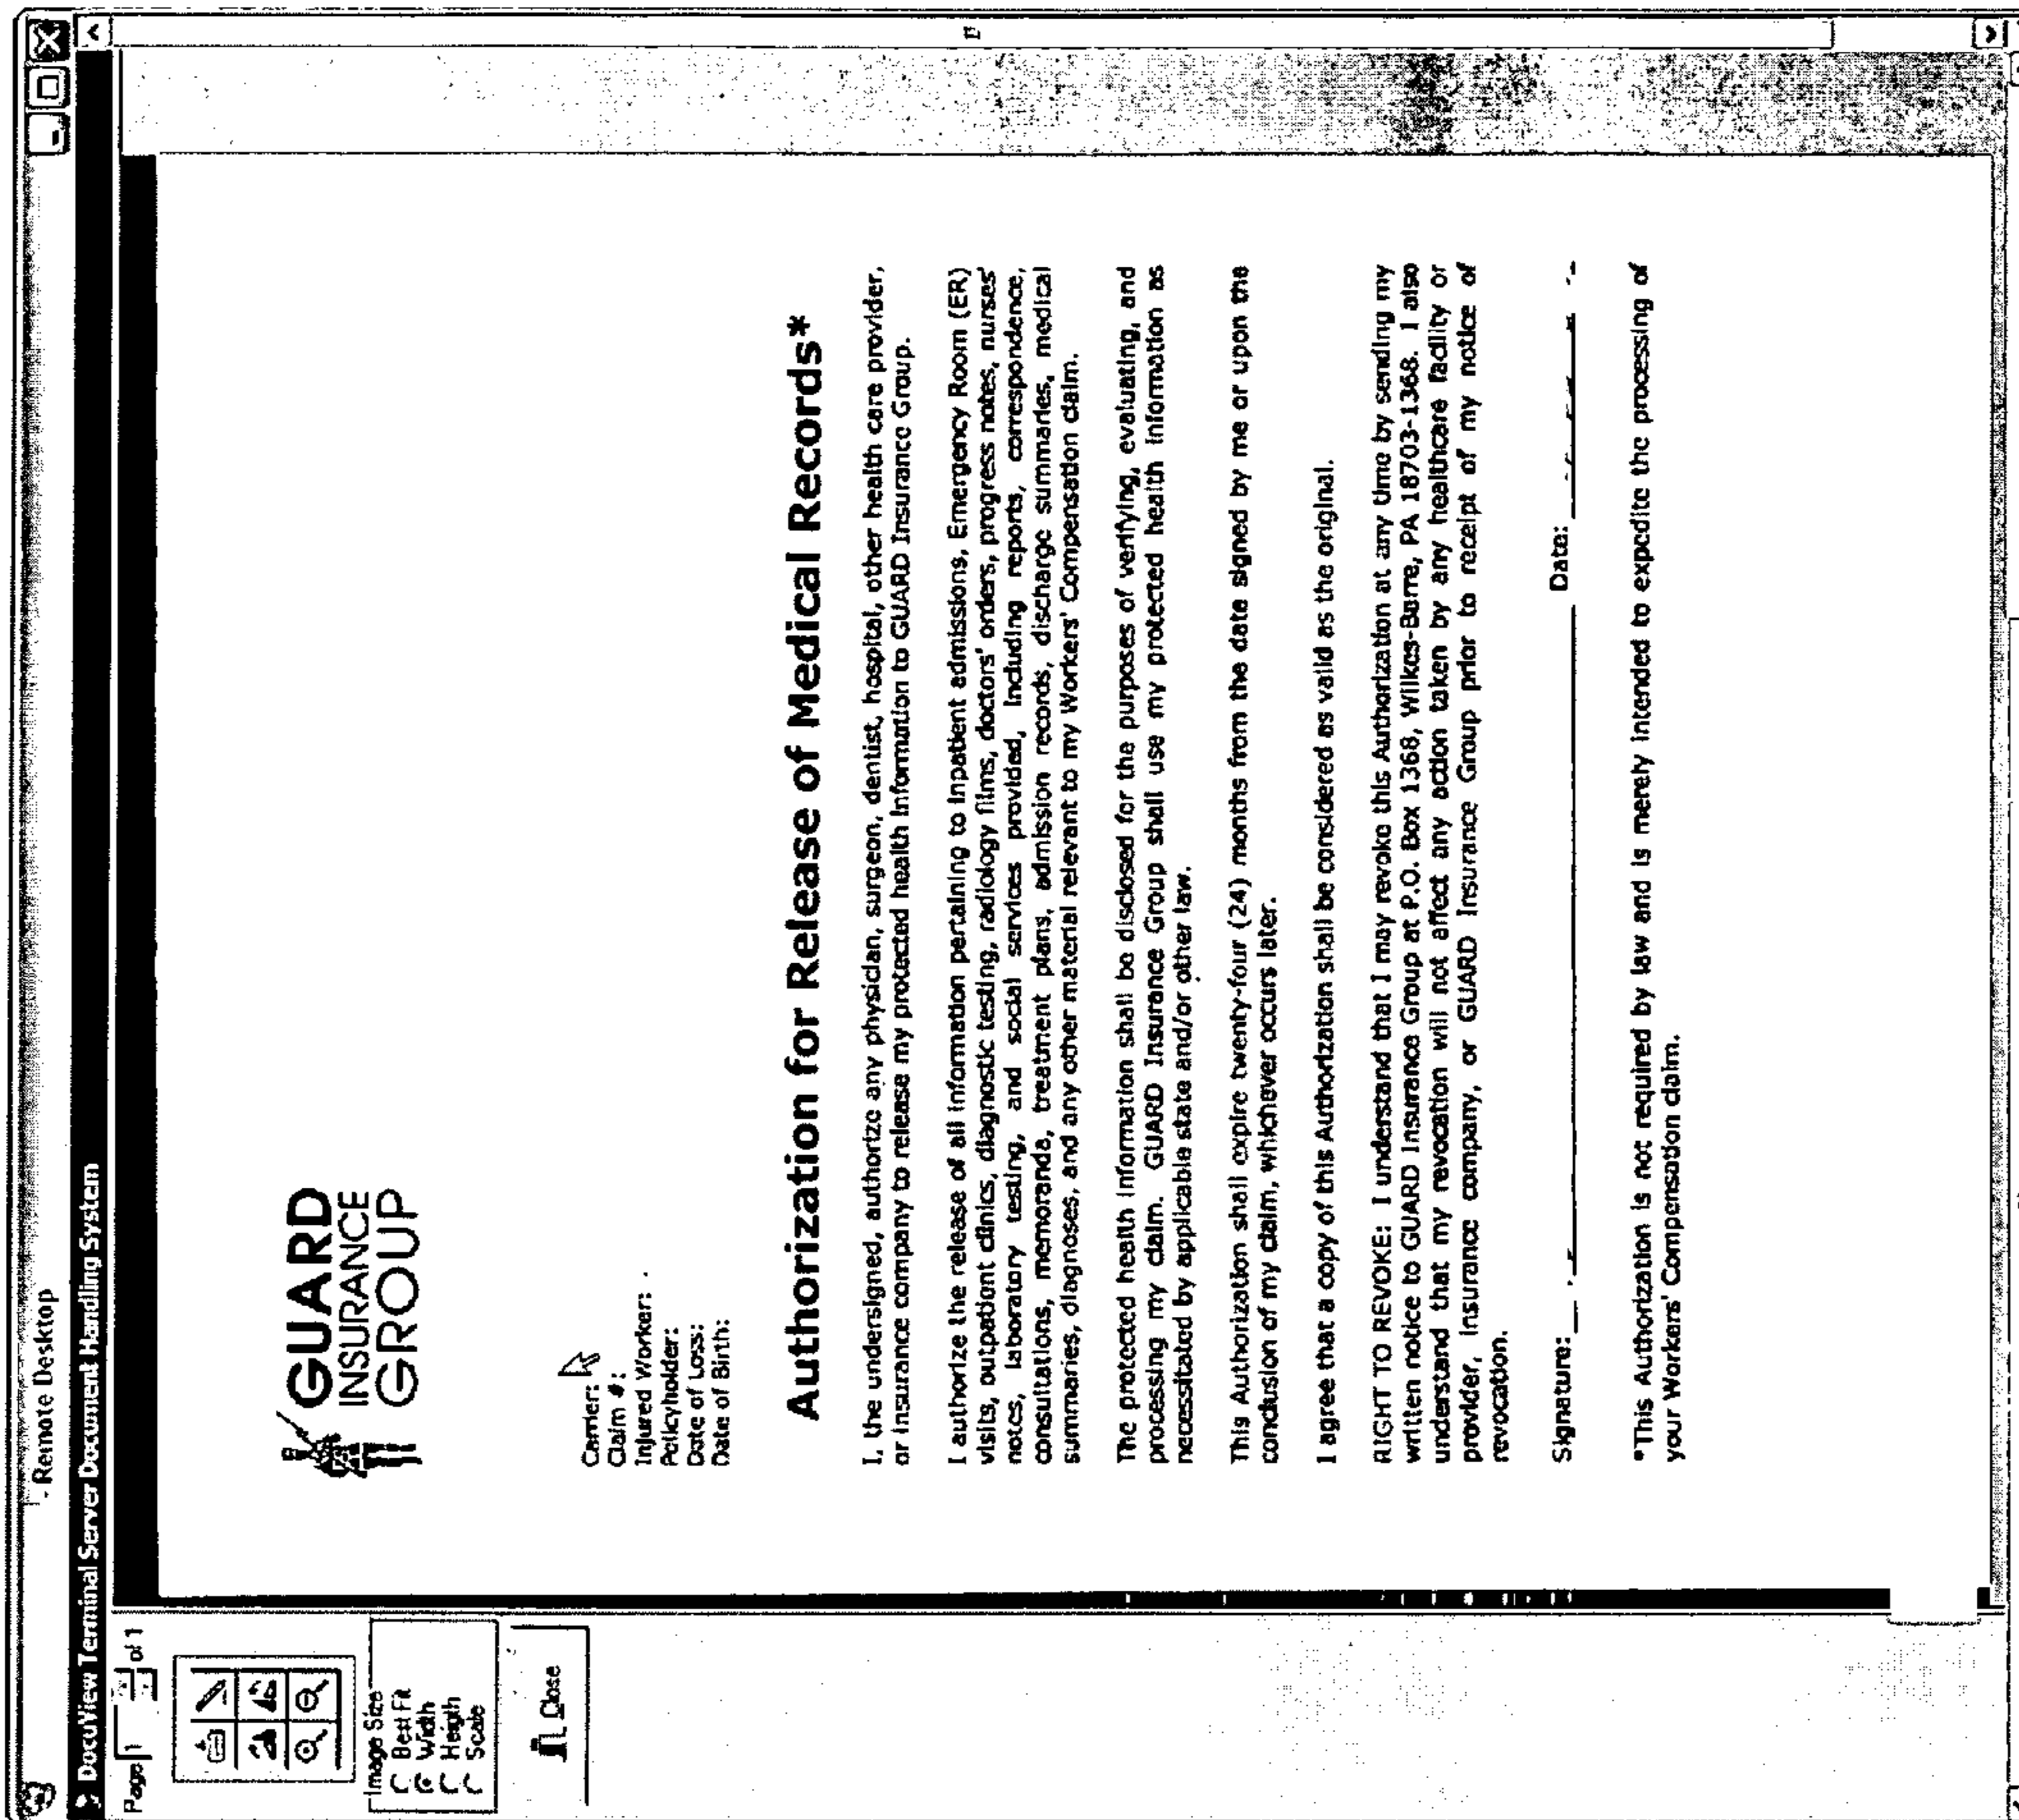 - Remote Desktop
DocuView Terminal Server Document Handling System
Page 1 of 1
Image Size
Best Fit
Width
Heigth
Scale
Close
GUARD
INSURANCE
GROUP
Carrier:
Claim #:
Injured Worker:
Policyholder:
Date of Loss:
Date of Birth:
Authorization for Release of Medical Records*
I, the undersigned, authorize any physician, surgeon, dentist, hospital, other health care provider,
or insurance company to release my protected health information to GUARD Insurance Group.
I authorize the release of all information pertaining to inpatient admissions, Emergency Room (ER)
visits, outpatient clinics, diagnostic testing, radiology films, doctors' orders, progress notes, nurses'
notes, laboratory testing, and social services provided, including reports, correspondence,
consultations, memoranda, treatment plans, admission records, discharge summaries, medical
summaries, diagnoses, and any other material relevant to my Workers' Compensation claim.
The protected health information shall be disclosed for the purposes of verifying, evaluating, and
processing my claim. GUARD Insurance Group shall use my protected health information as
necessitated by applicable state and/or other law.
This Authorization shall expire twenty-four (24) months from the date signed by me or upon the
conclusion of my claim, whichever occurs later.
I agree that a copy of this Authorization shall be considered as valid as the original.
RIGHT TO REVOKE: I understand that I may revoke this Authorization at any time by sending my
written notice to GUARD Insurance Group at P.O. Box 1368, Wilkes-Barre, PA 18703-1368. I also
understand that my revocation will not affect any action taken by any healthcare facility or
provider, insurance company, or GUARD Insurance Group prior to receipt of my notice of
revocation.
Signature: Date:
*This Authorization is not required by law and is merely intended to expedite the processing of
your Workers' Compensation claim.